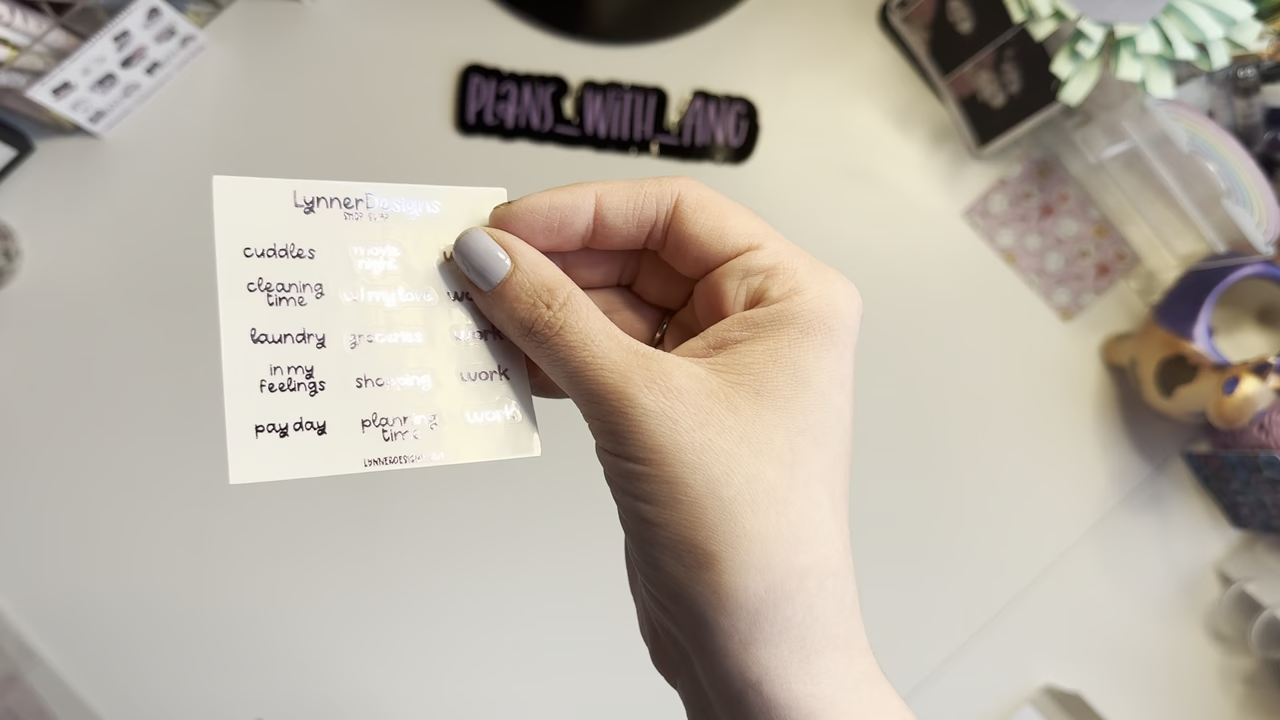 PLANS_WITH_ANG
LynnerDesigns
cuddles
movie
night
cleaning
time
w/ my love
laundry
groceries
work
in my
feelings
shopping
work
pay day
planning
time
work